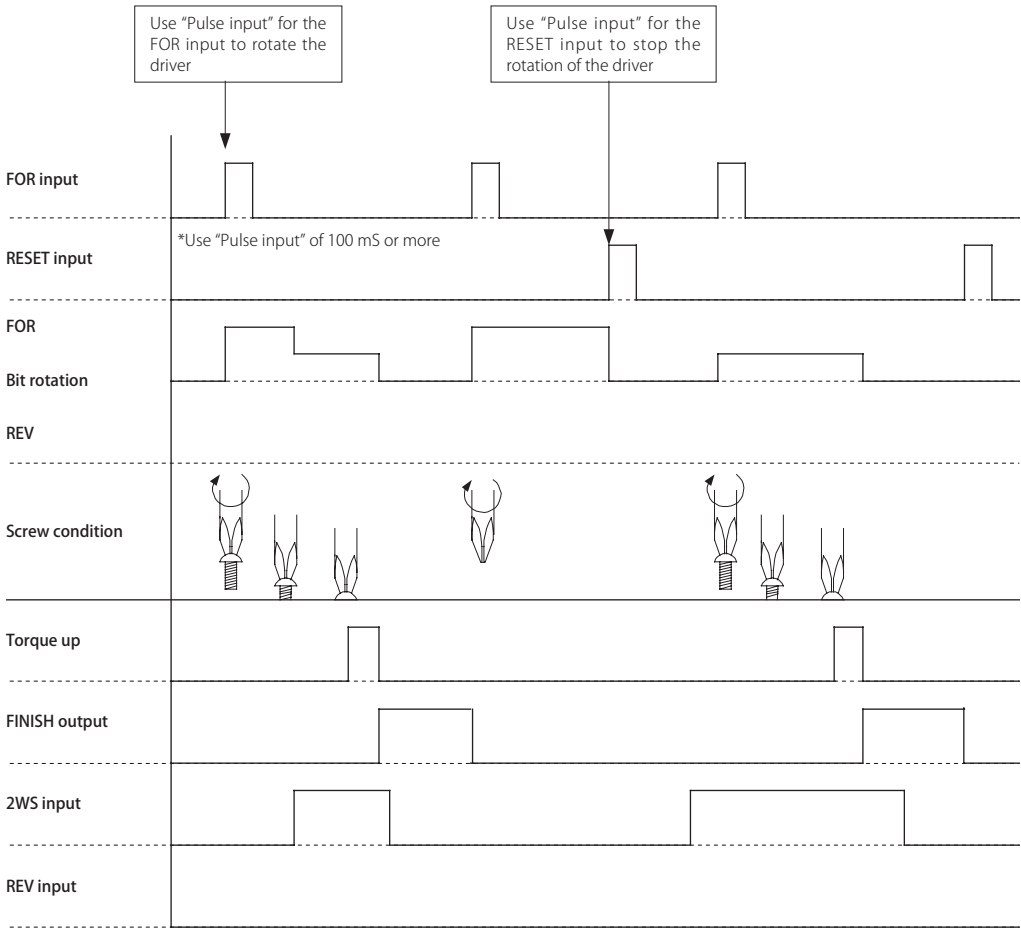 Use “Pulse input” for the
FOR input to rotate the
driver
Use “Pulse input” for the
RESET input to stop the
rotation of the driver
FOR input
*Use “Pulse input” of 100 mS or more
RESET input
FOR
Bit rotation
REV
Screw condition
Torque up
FINISH output
2WS input
REV input